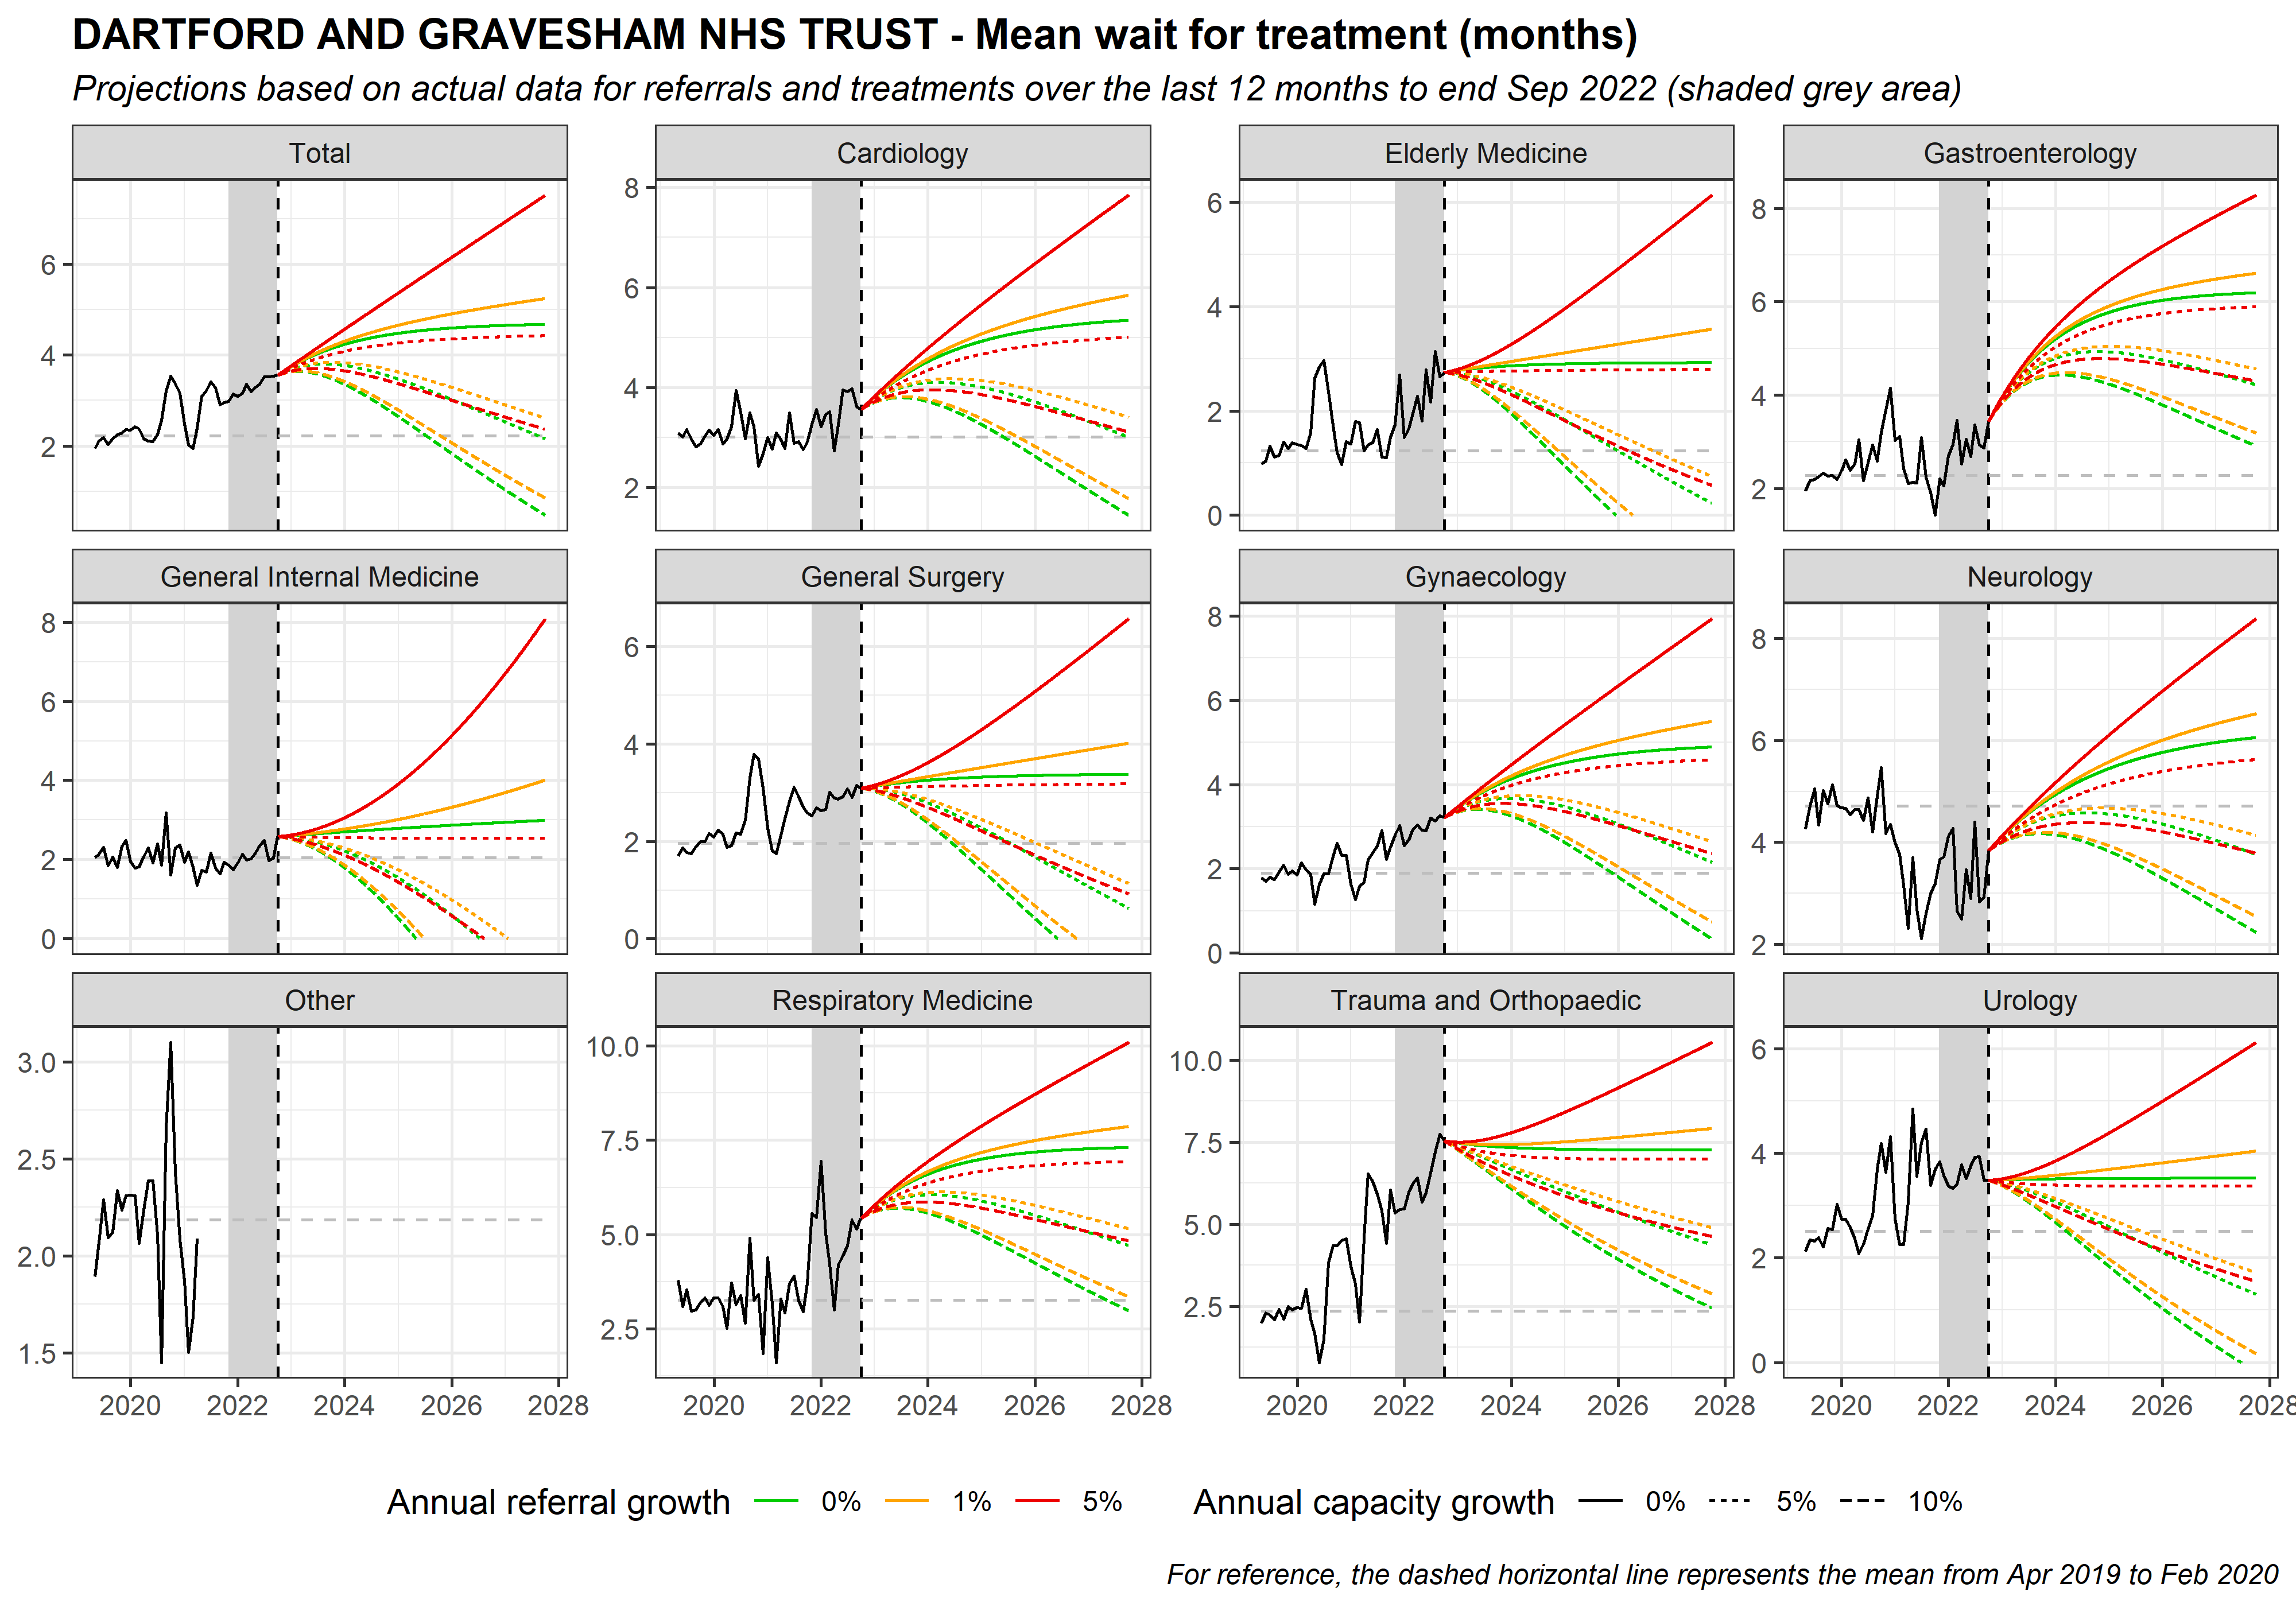 DARTFORD AND GRAVESHAM NHS TRUST - Mean wait for treatment (months)
Projections based on actual data for referrals and treatments over the last 12 months to end Sep 2022 (shaded grey area)
Total
Cardiology
Elderly Medicine
Gastroenterology
6
4
2
8
6
4
2
6
4
2
0
8
6
4
2
General Internal Medicine
General Surgery
Gynaecology
Neurology
8
6
4
2
0
6
4
2
0
8
6
4
2
0
8
6
4
2
Other
Respiratory Medicine
Trauma and Orthopaedic
Urology
3.0
2.5
2.0
1.5
10.0
7.5
5.0
2.5
10.0
7.5
5.0
2.5
6
4
2
0
2020 2022 2024 2026 2028
2020 2022 2024 2026 2028
2020 2022 2024 2026 2028
2020 2022 2024 2026 2028
Annual referral growth 0% 1% 5%
Annual capacity growth 0% 5% 10%
For reference, the dashed horizontal line represents the mean from Apr 2019 to Feb 2020